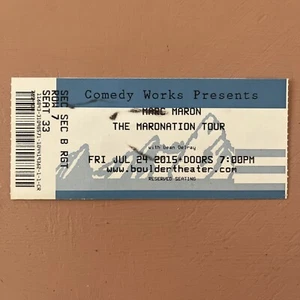 Comedy Works Presents
MARC MARON
THE MARONATION TOUR
with Dean Delray
FRI JUL 24 2015•DOORS 7:00PM
www.bouldertheater.com
RESERVED SEATING
SEC SEC B RGT
ROW 7
SEAT 33